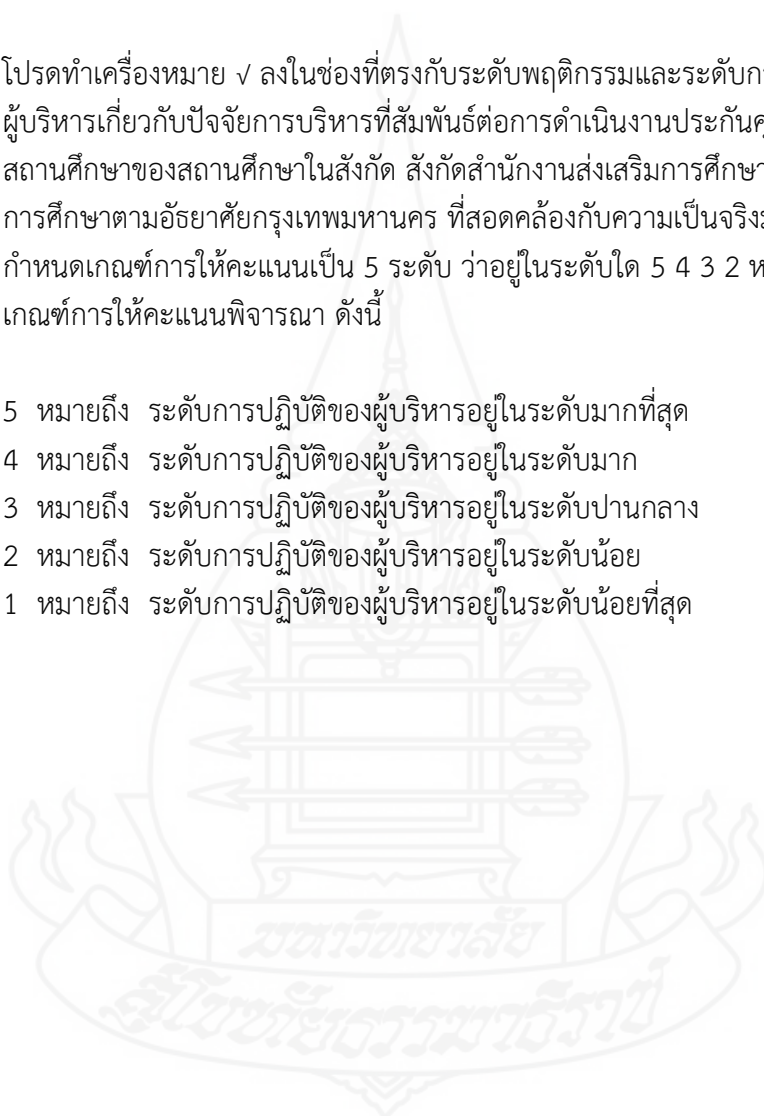 โปรดทำเครื่องหมาย √ ลงในช่องที่ตรงกับระดับพฤติกรรมและระดับก
ผู้บริหารเกี่ยวกับปัจจัยการบริหารที่สัมพันธ์ต่อการดำเนินงานประกันคุ
สถานศึกษาของสถานศึกษาในสังกัด สังกัดสำนักงานส่งเสริมการศึกษา
การศึกษาตามอัธยาศัยกรุงเทพมหานคร ที่สอดคล้องกับความเป็นจริง
กำหนดเกณฑ์การให้คะแนนเป็น 5 ระดับ ว่าอยู่ในระดับใด 5 4 3 2 ห
เกณฑ์การให้คะแนนพิจารณา ดังนี้
5 หมายถึง ระดับการปฏิบัติของผู้บริหารอยู่ในระดับมากที่สุด
4 หมายถึง ระดับการปฏิบัติของผู้บริหารอยู่ในระดับมาก
3 หมายถึง ระดับการปฏิบัติของผู้บริหารอยู่ในระดับปานกลาง
2 หมายถึง ระดับการปฏิบัติของผู้บริหารอยู่ในระดับน้อย
1 หมายถึง ระดับการปฏิบัติของผู้บริหารอยู่ในระดับน้อยที่สุด
มหาวิทยาลัย
สุโขทัยธรรมาธิราช